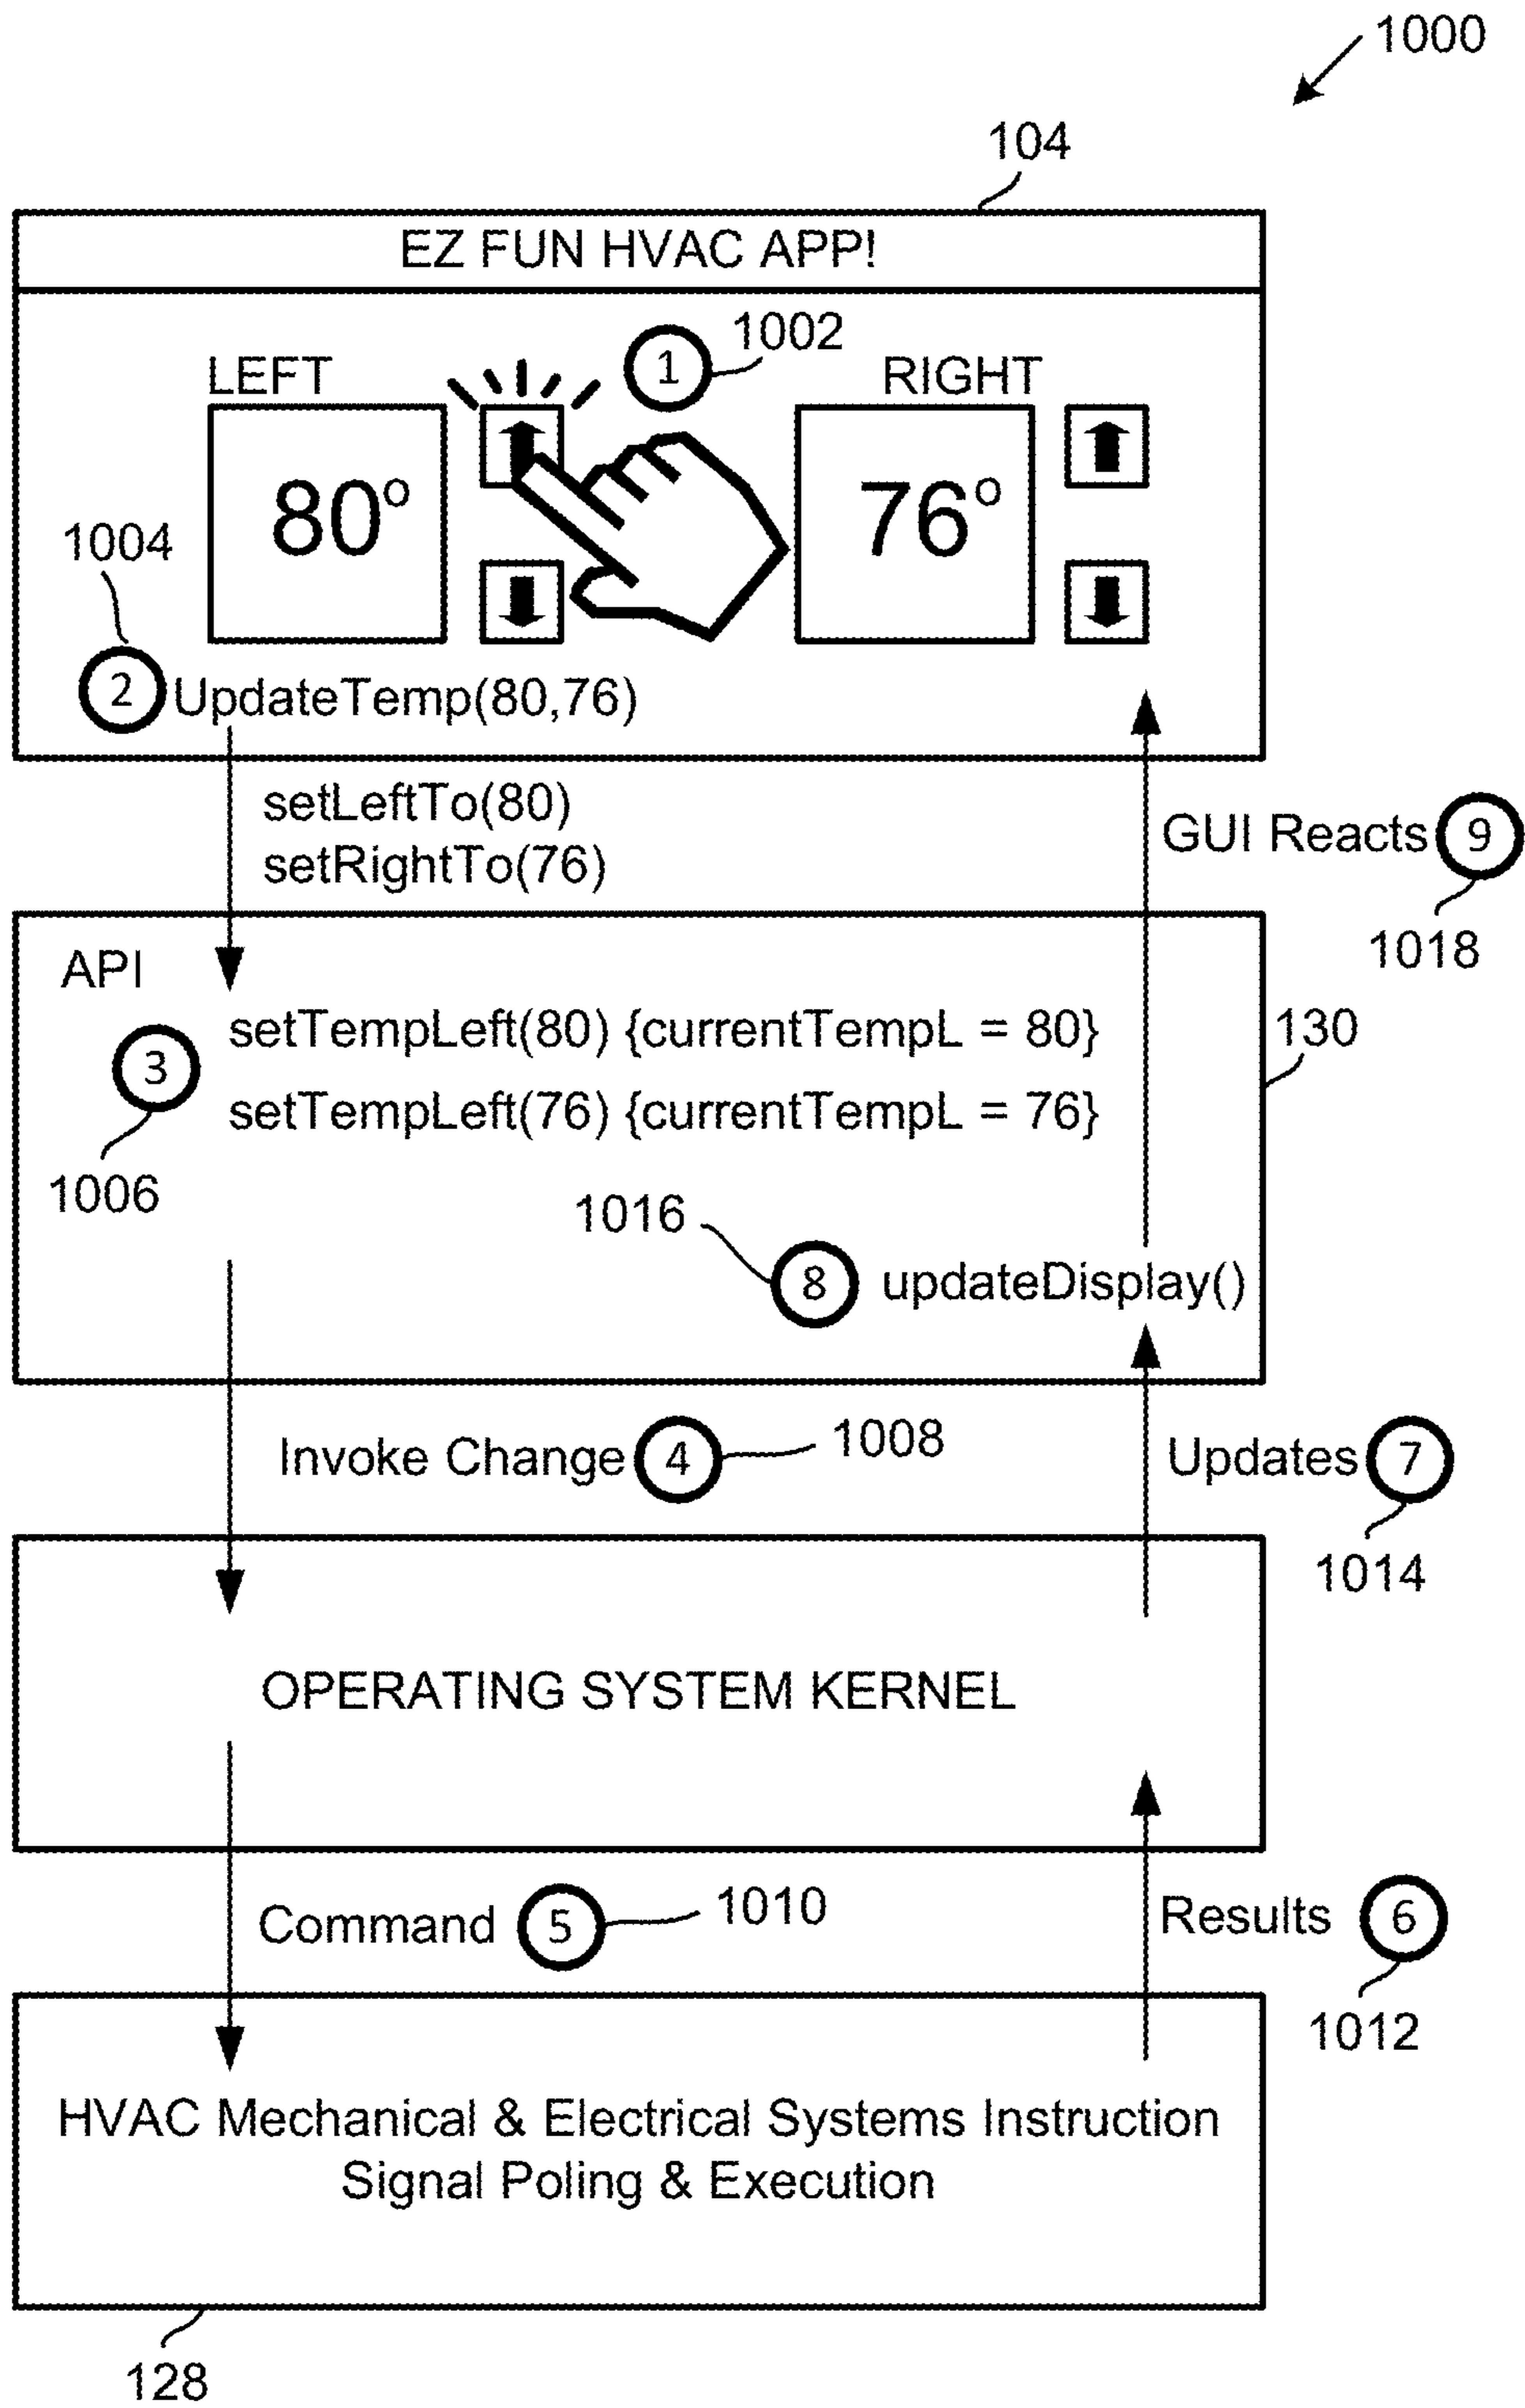 1000
104
EZ FUN HVAC APP!
1 1002
LEFT
RIGHT
80°
76°
1004
2 UpdateTemp(80,76)
setLeftTo(80)
setRightTo(76)
GUI Reacts 9
1018
API
130
3
setTempLeft(80) {currentTempL = 80}
setTempLeft(76) {currentTempL = 76}
1006
1016
8 updateDisplay()
Invoke Change 4 1008
Updates 7
1014
OPERATING SYSTEM KERNEL
Command 5 1010
Results 6
1012
HVAC Mechanical & Electrical Systems Instruction
Signal Poling & Execution
128